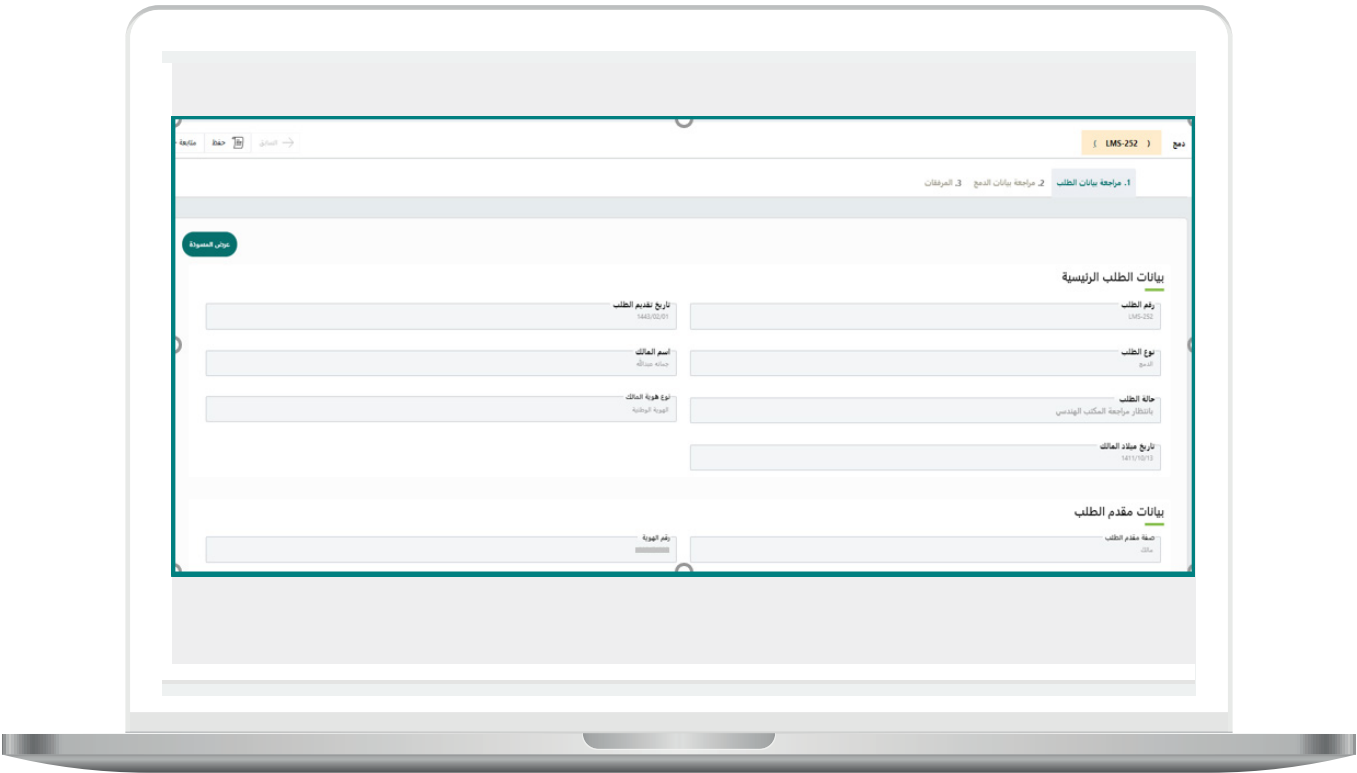 دمج ( LMS-252 ) السابق حفظ متابعة
1. مراجعة بيانات الطلب 2. مراجعة بيانات الدمج 3. المرفقات
عرض المسودة
بيانات الطلب الرئيسية
رقم الطلب تاريخ تقديم الطلب
LMS-252 1443/02/01
نوع الطلب اسم المالك
الدمج جمانه عبدالله
حالة الطلب نوع هوية المالك
بانتظار مراجعة المكتب الهندسي الهوية الوطنية
تاريخ ميلاد المالك
1411/10/13
بيانات مقدم الطلب
صفة مقدم الطلب رقم الهوية
مالك